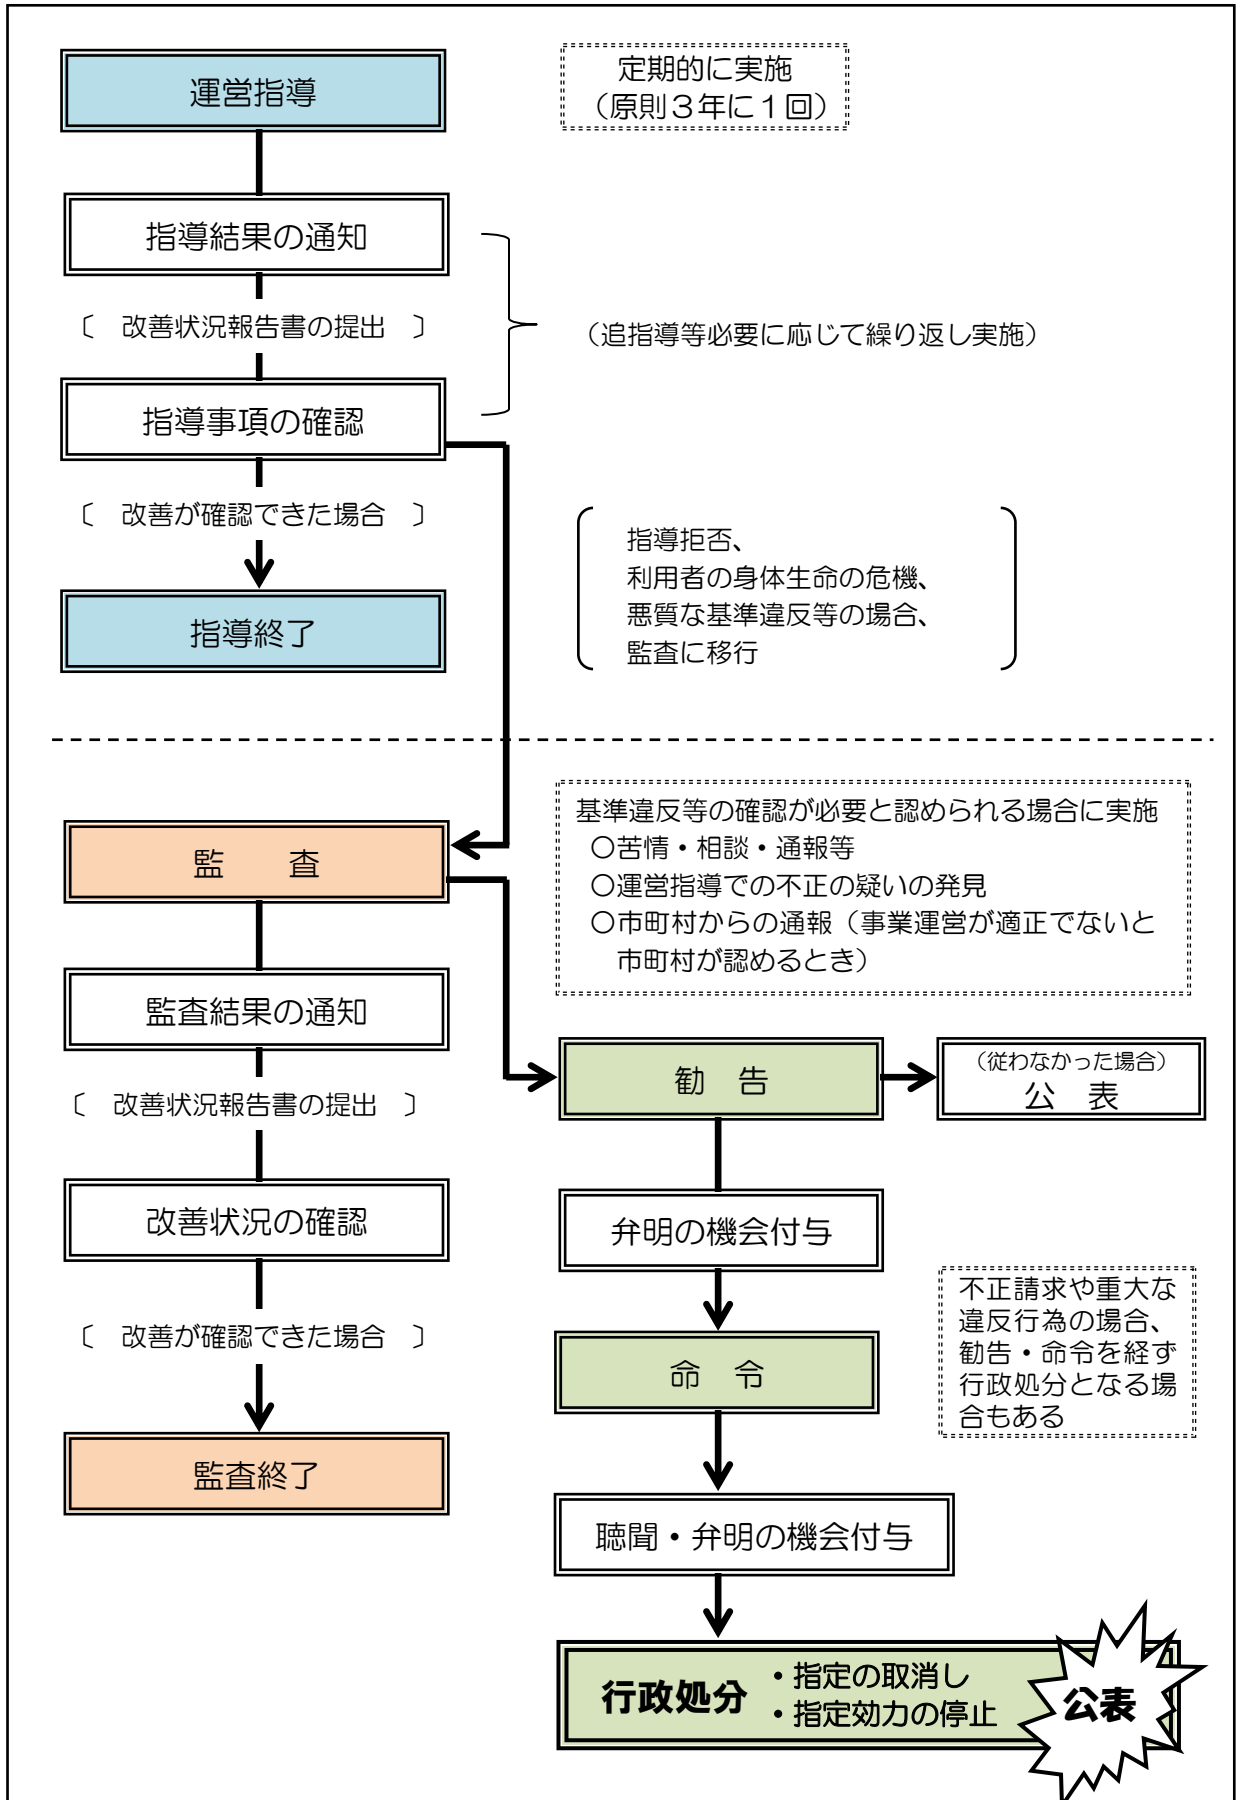 運営指導
定期的に実施
（原則３年に１回）
指導結果の通知
〔　改善状況報告書の提出　〕
（追指導等必要に応じて繰り返し実施）
指導事項の確認
〔　改善が確認できた場合　〕
指導拒否、
利用者の身体生命の危機、
悪質な基準違反等の場合、
監査に移行
指導終了
基準違反等の確認が必要と認められる場合に実施
○苦情・相談・通報等
○運営指導での不正の疑いの発見
○市町村からの通報（事業運営が適正でないと
市町村が認めるとき）
監　　査
監査結果の通知
〔　改善状況報告書の提出　〕
改善状況の確認
〔　改善が確認できた場合　〕
監査終了
勧　告
（従わなかった場合）
公　表
弁明の機会付与
命　令
不正請求や重大な
違反行為の場合、
勧告・命令を経ず
行政処分となる場
合もある
聴聞・弁明の機会付与
行政処分
・指定の取消し
・指定効力の停止
公表